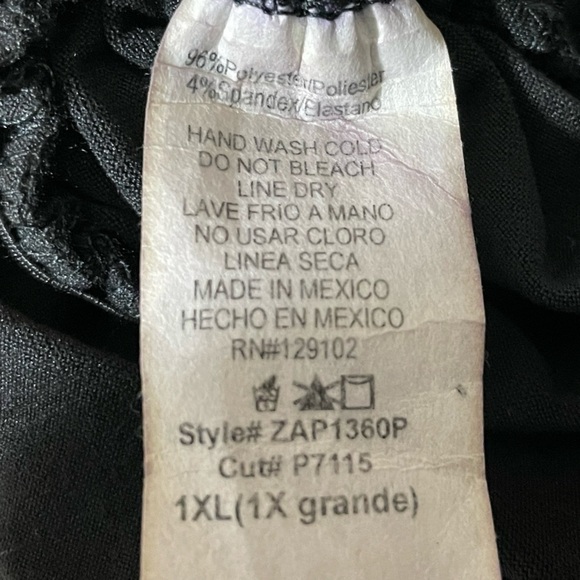 96%Polyester/Poliester
4%Spandex/Elastano
HAND WASH COLD
DO NOT BLEACH
LINE DRY
LAVE FRIO A MANO
NO USAR CLORO
LINEA SECA
MADE IN MEXICO
HECHO EN MEXICO
RN#129102
Style# ZAP1360P
Cut# P7115
1XL(1X grande)